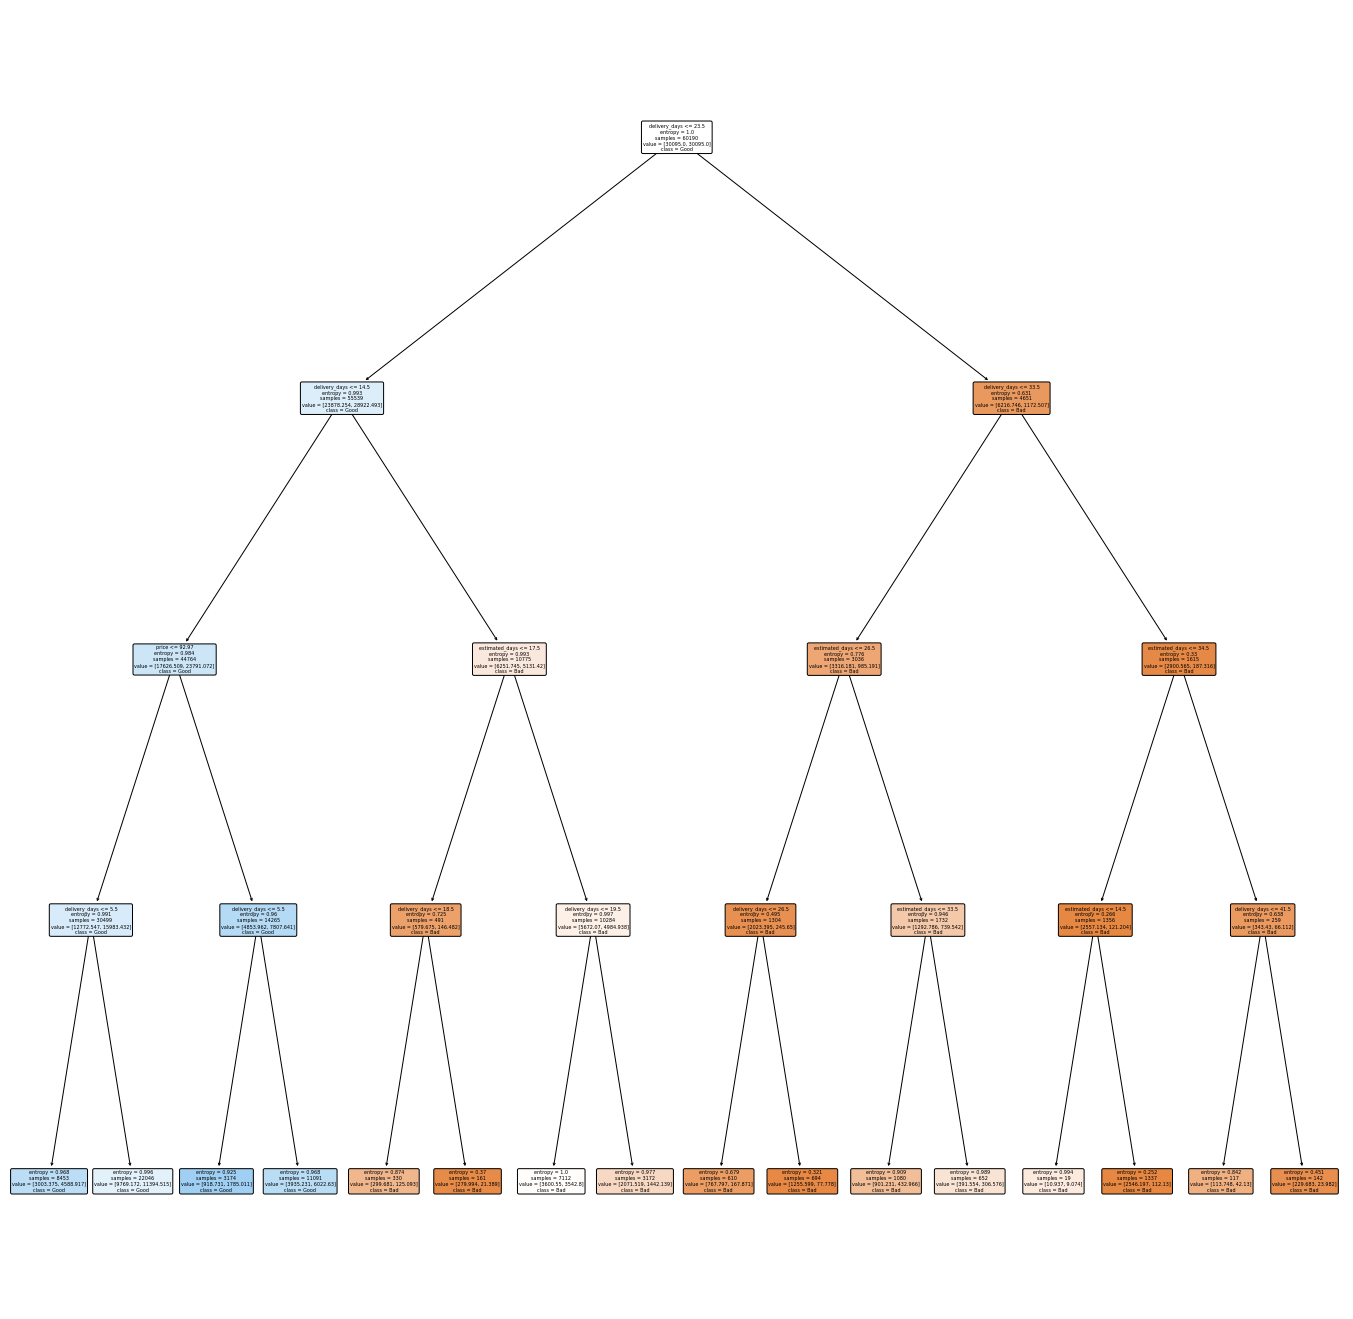 delivery_days <= 23.5
entropy = 1.0
samples = 60190
value = [30095.0, 30095.0]
class = Good
delivery_days <= 14.5
entropy = 0.993
samples = 55539
value = [23878.254, 28922.493]
class = Good
delivery_days <= 33.5
entropy = 0.631
samples = 4651
value = [6216.746, 1172.507]
class = Bad
price <= 92.97
entropy = 0.984
samples = 44764
value = [17626.509, 23791.072]
class = Good
estimated_days <= 17.5
entropy = 0.993
samples = 10775
value = [6251.745, 5131.42]
class = Bad
estimated_days <= 26.5
entropy = 0.776
samples = 3036
value = [3316.181, 985.191]
class = Bad
estimated_days <= 34.5
entropy = 0.33
samples = 1615
value = [2900.565, 187.316]
class = Bad
delivery_days <= 5.5
entropy = 0.991
samples = 30499
value = [12772.547, 15983.432]
class = Good
delivery_days <= 5.5
entropy = 0.96
samples = 14265
value = [4853.962, 7807.641]
class = Good
delivery_days <= 18.5
entropy = 0.725
samples = 491
value = [579.675, 146.482]
class = Bad
delivery_days <= 19.5
entropy = 0.997
samples = 10284
value = [5672.07, 4984.938]
class = Bad
delivery_days <= 26.5
entropy = 0.495
samples = 1304
value = [2023.395, 245.65]
class = Bad
estimated_days <= 33.5
entropy = 0.946
samples = 1732
value = [1292.786, 739.542]
class = Bad
estimated_days <= 14.5
entropy = 0.266
samples = 1356
value = [2557.134, 121.204]
class = Bad
delivery_days <= 41.5
entropy = 0.638
samples = 259
value = [343.43, 66.112]
class = Bad
entropy = 0.968
samples = 8453
value = [3003.375, 4588.917]
class = Good
entropy = 0.996
samples = 22046
value = [9769.172, 11394.515]
class = Good
entropy = 0.925
samples = 3174
value = [918.731, 1785.011]
class = Good
entropy = 0.968
samples = 11091
value = [3935.231, 6022.63]
class = Good
entropy = 0.874
samples = 330
value = [299.681, 125.093]
class = Bad
entropy = 0.37
samples = 161
value = [279.994, 21.389]
class = Bad
entropy = 1.0
samples = 7112
value = [3600.55, 3542.8]
class = Bad
entropy = 0.977
samples = 3172
value = [2071.519, 1442.139]
class = Bad
entropy = 0.679
samples = 610
value = [767.797, 167.871]
class = Bad
entropy = 0.321
samples = 694
value = [1255.599, 77.778]
class = Bad
entropy = 0.909
samples = 1080
value = [901.231, 432.966]
class = Bad
entropy = 0.989
samples = 652
value = [391.554, 306.576]
class = Bad
entropy = 0.994
samples = 19
value = [10.937, 9.074]
class = Bad
entropy = 0.252
samples = 1337
value = [2546.197, 112.13]
class = Bad
entropy = 0.842
samples = 117
value = [113.748, 42.13]
class = Bad
entropy = 0.451
samples = 142
value = [229.683, 23.982]
class = Bad